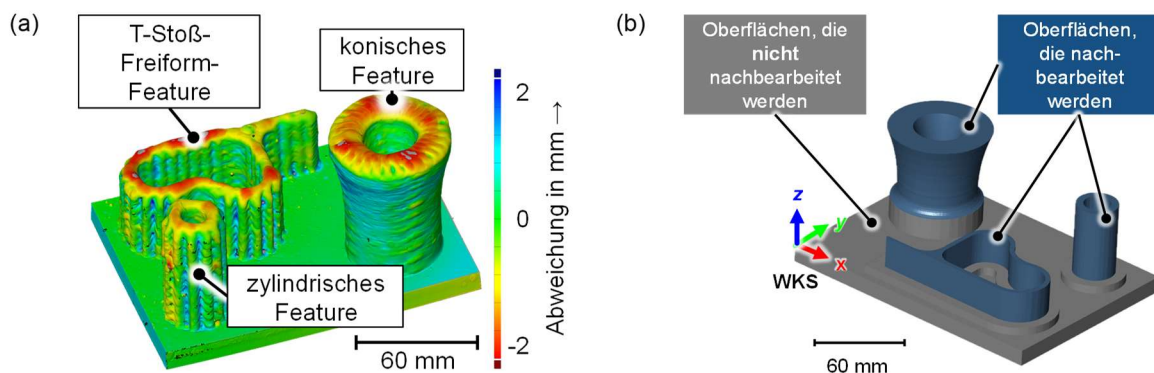 (a)
T-Stoß-
Freiform-
Feature
konisches
Feature
zylindrisches
Feature
60 mm
2
0
-2
Abweichung in mm →
(b)
Oberflächen, die
nicht
nachbearbeitet
werden
Oberflächen,
die nach-
bearbeitet
werden
z
y
x
WKS
60 mm